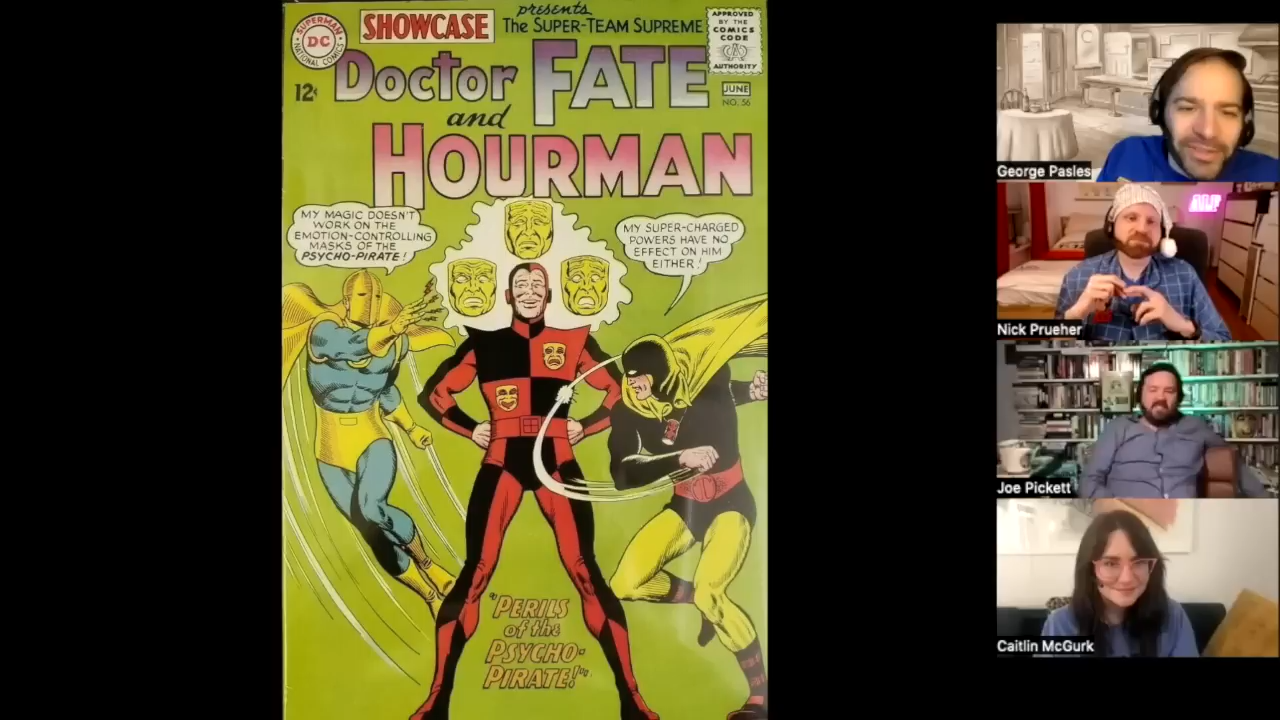 SUPERMAN
DC
NATIONAL COMICS
SHOWCASE
presents
The SUPER-TEAM SUPREME
APPROVED
BY THE
COMICS
CODE
AUTHORITY
12¢
Doctor FATE
JUNE
NO. 56
and
HOURMAN
MY MAGIC DOESN'T
WORK ON THE
EMOTION-CONTROLLING
MASKS OF THE
PSYCHO-PIRATE!
MY SUPER-CHARGED
POWERS HAVE NO
EFFECT ON HIM
EITHER!
"PERILS
of the
PSYCHO-
PIRATE!"
George Pasles
ALF
Nick Prueher
Joe Pickett
Caitlin McGurk